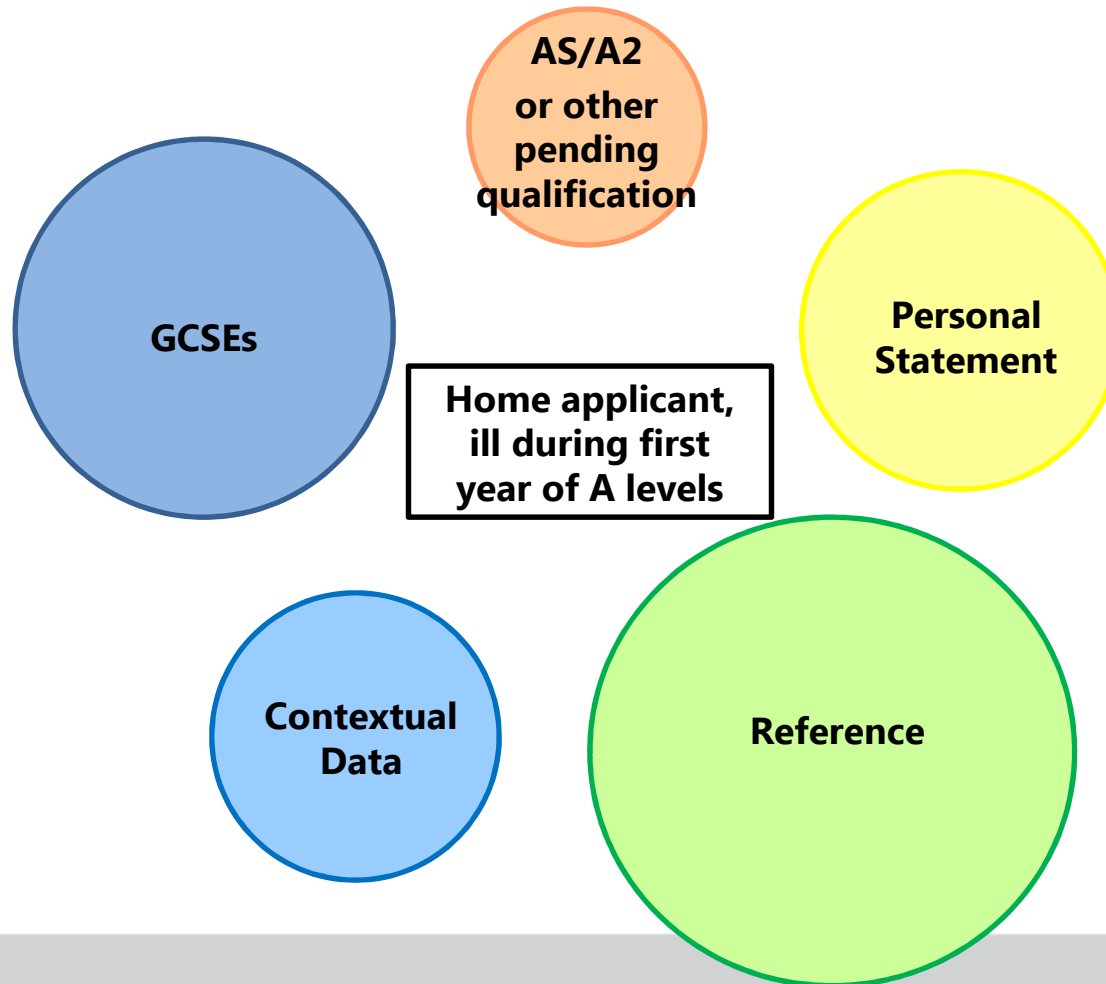 AS/A2
or other
pending
qualification
GCSEs
Personal
Statement
Home applicant,
ill during first
year of A levels
Contextual
Data
Reference